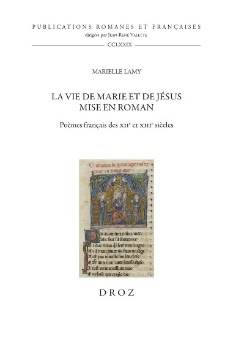 PUBLICATIONS ROMANES ET FRANÇAISES
dirigées par Jean-René Valette
CCLXXIX
MARIELLE LAMY
LA VIE DE MARIE ET DE JÉSUS
MISE EN ROMAN
Poèmes français des XIIe et XIIIe siècles
DROZ